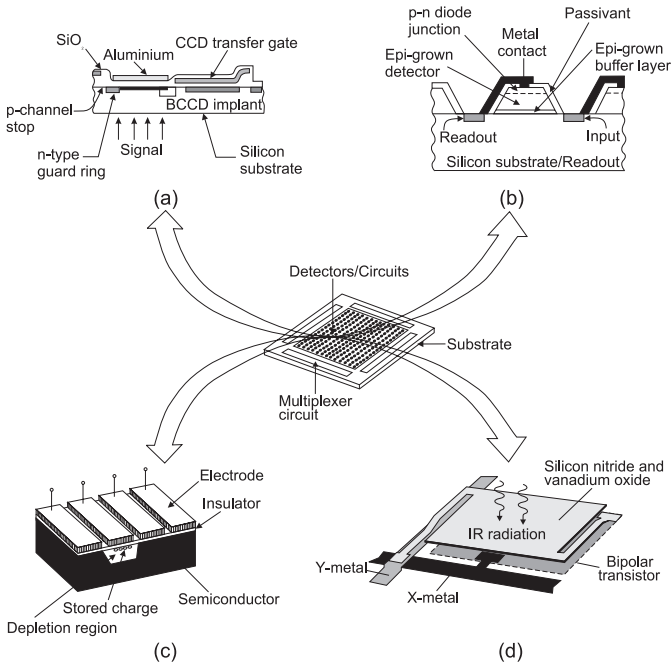 SiO₂
Aluminium
CCD transfer gate
p-channel
stop
BCCD implant
n-type
guard ring
Signal
Silicon
substrate
(a)
p-n diode
junction
Metal
contact
Passivant
Epi-grown
detector
Epi-grown
buffer layer
Readout
Input
Silicon substrate/Readout
(b)
Detectors/Circuits
Substrate
Multiplexer
circuit
Electrode
Insulator
Stored charge
Depletion region
Semiconductor
(c)
Silicon nitride and
vanadium oxide
IR radiation
Y-metal
X-metal
Bipolar
transistor
(d)